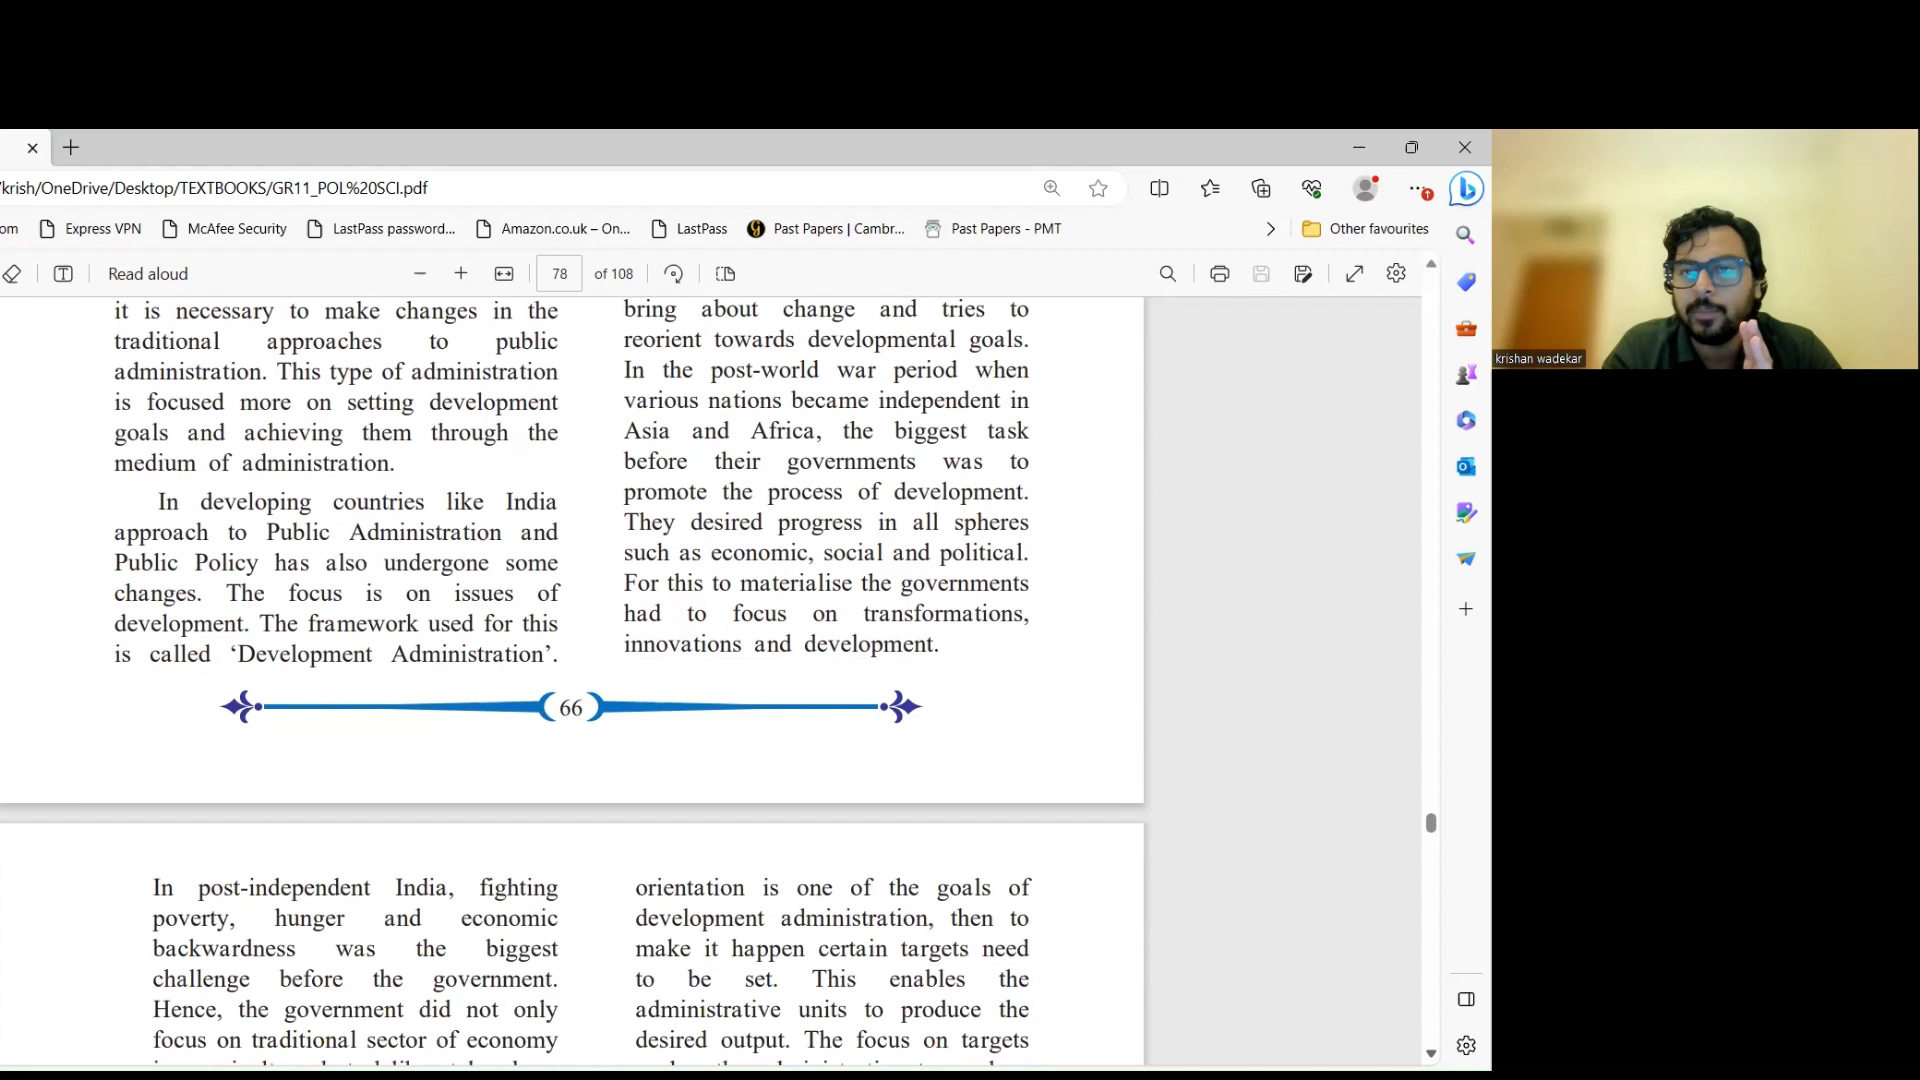 /krish/OneDrive/Desktop/TEXTBOOKS/GR11_POL%20SCI.pdf
om
Express VPN
McAfee Security
LastPass password...
Amazon.co.uk – On...
LastPass
Past Papers | Cambr...
Past Papers - PMT
Other favourites
Read aloud
78 of 108
krishan wadekar
it is necessary to make changes in the
traditional approaches to public
administration. This type of administration
is focused more on setting development
goals and achieving them through the
medium of administration.
In developing countries like India
approach to Public Administration and
Public Policy has also undergone some
changes. The focus is on issues of
development. The framework used for this
is called ‘Development Administration’.
bring about change and tries to
reorient towards developmental goals.
In the post-world war period when
various nations became independent in
Asia and Africa, the biggest task
before their governments was to
promote the process of development.
They desired progress in all spheres
such as economic, social and political.
For this to materialise the governments
had to focus on transformations,
innovations and development.
66
In post-independent India, fighting
poverty, hunger and economic
backwardness was the biggest
challenge before the government.
Hence, the government did not only
focus on traditional sector of economy
orientation is one of the goals of
development administration, then to
make it happen certain targets need
to be set. This enables the
administrative units to produce the
desired output. The focus on targets